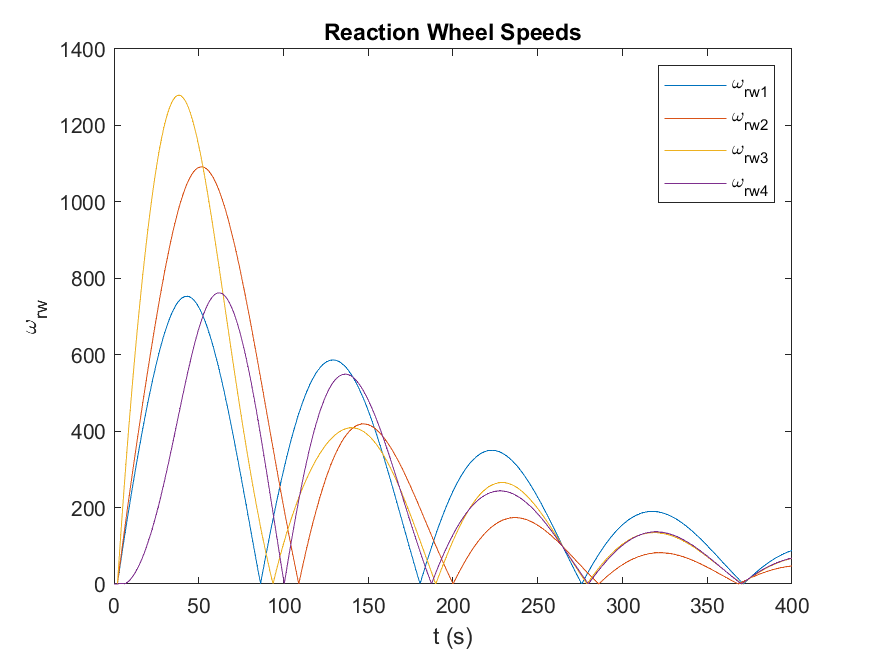 Reaction Wheel Speeds
1400
1200
1000
800
600
400
200
0
ω_rw
ω_rw1
ω_rw2
ω_rw3
ω_rw4
0 50 100 150 200 250 300 350 400
t (s)